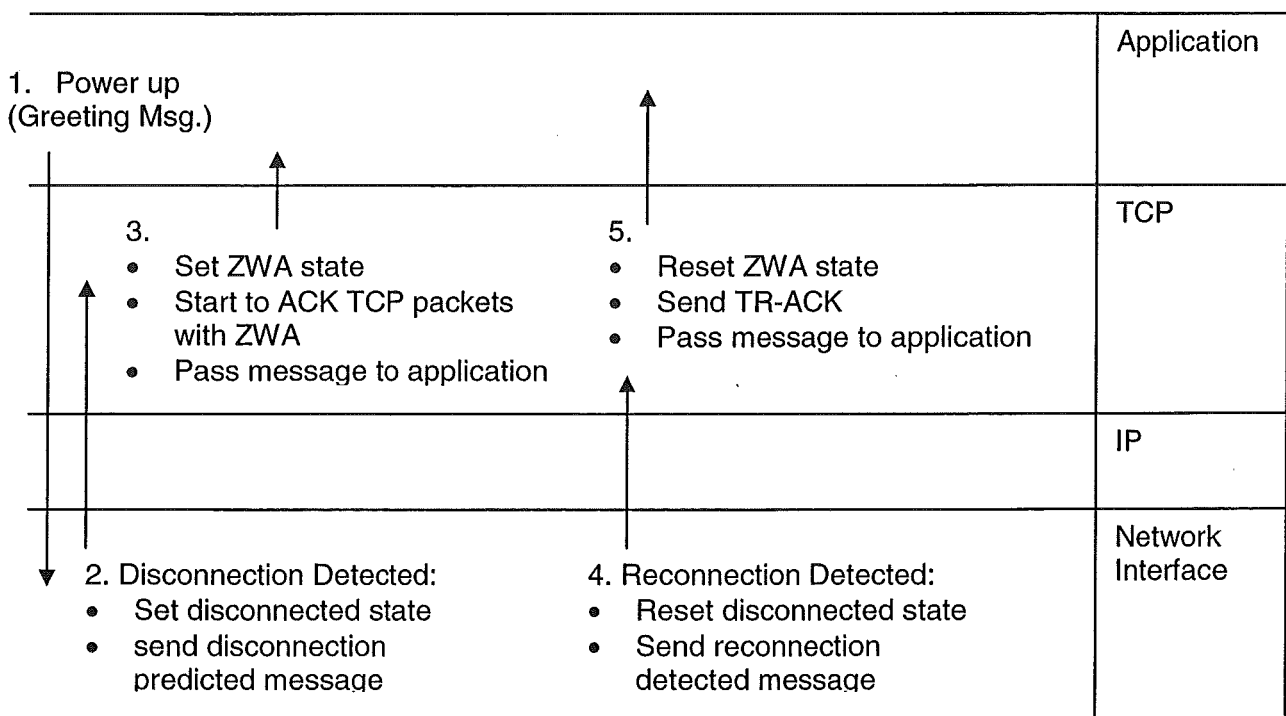 Application
1. Power up
(Greeting Msg.)
TCP
3.
• Set ZWA state
• Start to ACK TCP packets
with ZWA
• Pass message to application
5.
• Reset ZWA state
• Send TR-ACK
• Pass message to application
IP
Network
Interface
2. Disconnection Detected:
• Set disconnected state
• send disconnection
predicted message
4. Reconnection Detected:
• Reset disconnected state
• Send reconnection
detected message